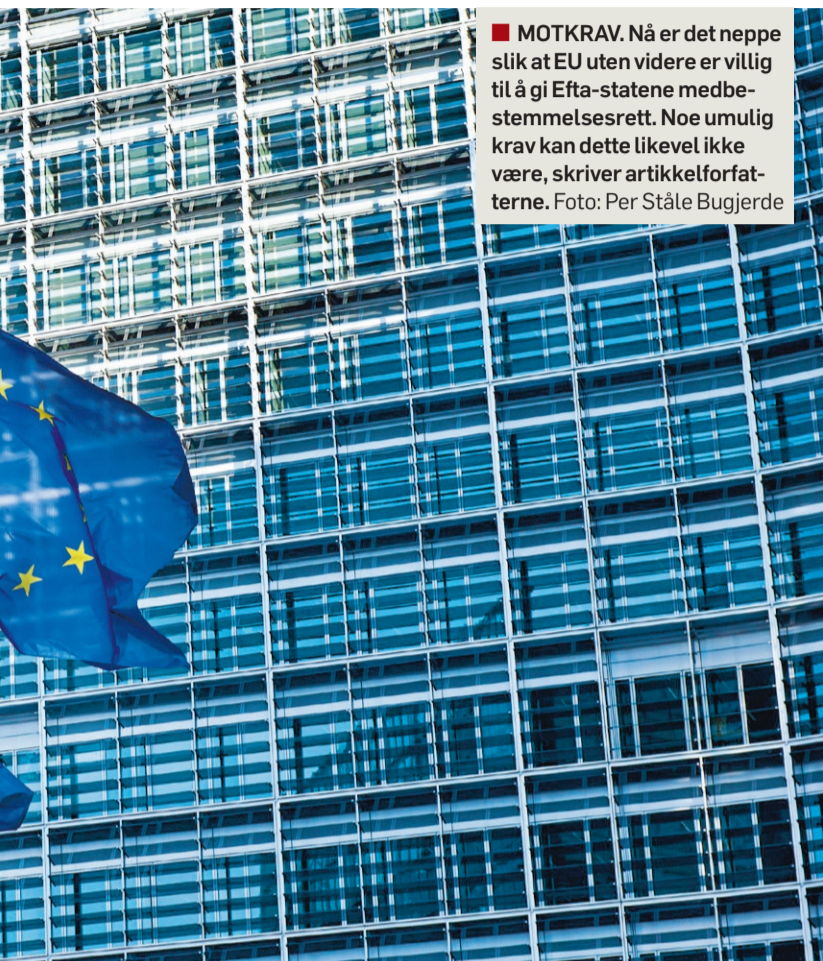 ■ MOTKRAV. Nå er det neppe
slik at EU uten videre er villig
til å gi Efta-statene medbe-
stemmelsesrett. Noe umulig
krav kan dette likevel ikke
være, skriver artikkelforfat-
terne. Foto: Per Ståle Bugjerde